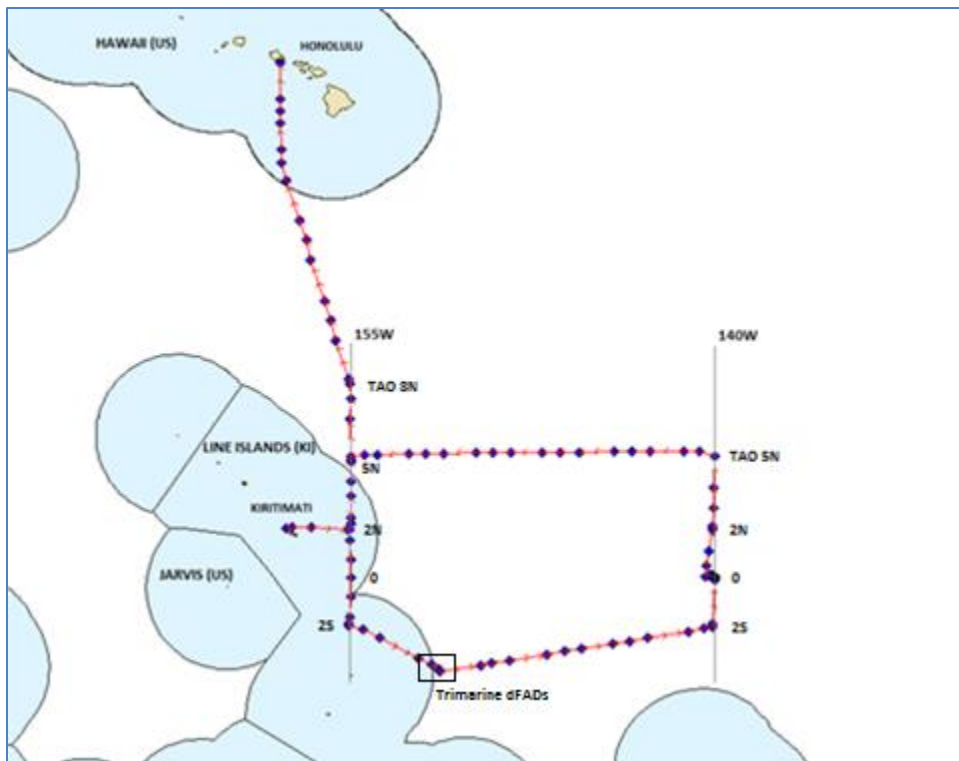 HAWAII (US)
HONOLULU
155W
140W
TAO 8N
LINE ISLANDS (KI)
5N
TAO 5N
KIRITIMATI
2N
2N
JARVIS (US)
0
0
2S
2S
Trimarine dFADs